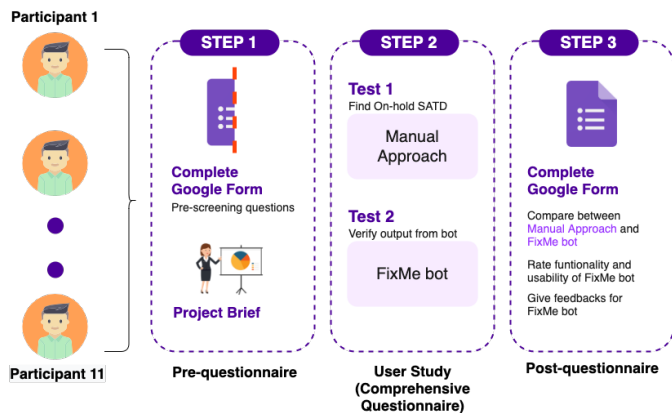 Participant 1
Participant 11
STEP 1
Complete
Google Form
Pre-screening questions
Project Brief
Pre-questionnaire
STEP 2
Test 1
Find On-hold SATD
Manual
Approach
Test 2
Verify output from bot
FixMe bot
User Study
(Comprehensive
Questionnaire)
STEP 3
Complete
Google Form
Compare between
Manual Approach and
FixMe bot
Rate funtionality and
usability of FixMe bot
Give feedbacks for
FixMe bot
Post-questionnaire